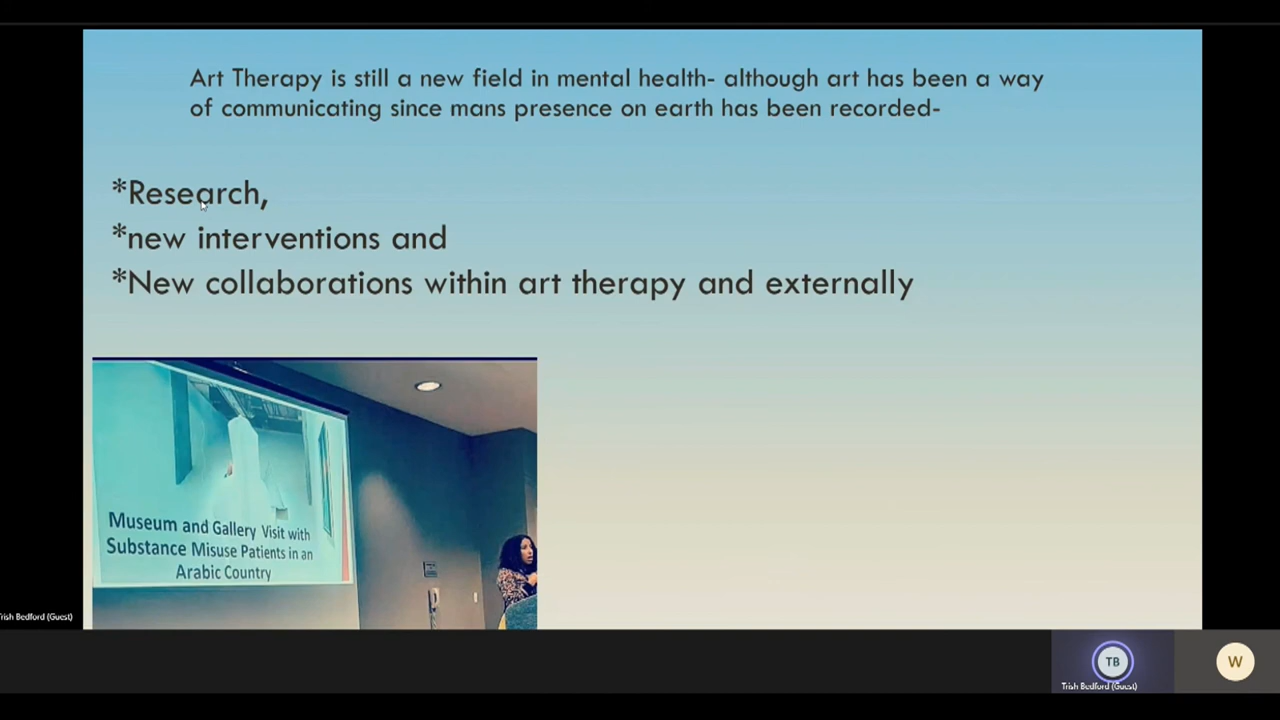 Art Therapy is still a new field in mental health- although art has been a way
of communicating since mans presence on earth has been recorded-
*Research,
*new interventions and
*New collaborations within art therapy and externally
Museum and Gallery Visit with
Substance Misuse Patients in an
Arabic Country
Trish Bedford (Guest)
TB
Trish Bedford (Guest)
W